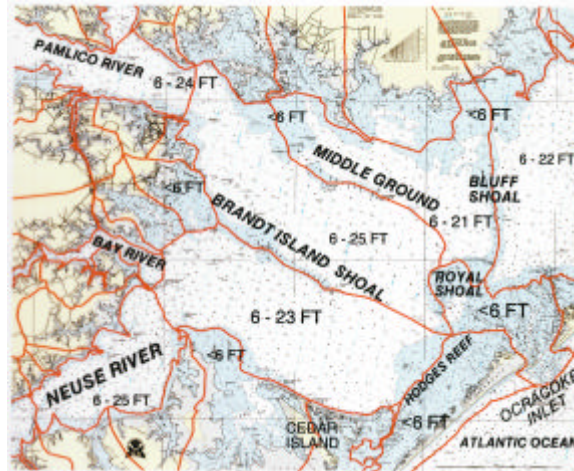 PAMLICO RIVER
6 - 24 FT
<6 FT
<6 FT
6 - 22 FT
MIDDLE GROUND
BLUFF
SHOAL
<6 FT
BRANDT ISLAND SHOAL
6 - 21 FT
6 - 25 FT
BAY RIVER
ROYAL
SHOAL
<6 FT
6 - 23 FT
NEUSE RIVER
<6 FT
HODGES REEF
6 - 25 FT
OCRACOKE
INLET
CEDAR
ISLAND
<6 FT
ATLANTIC OCEAN